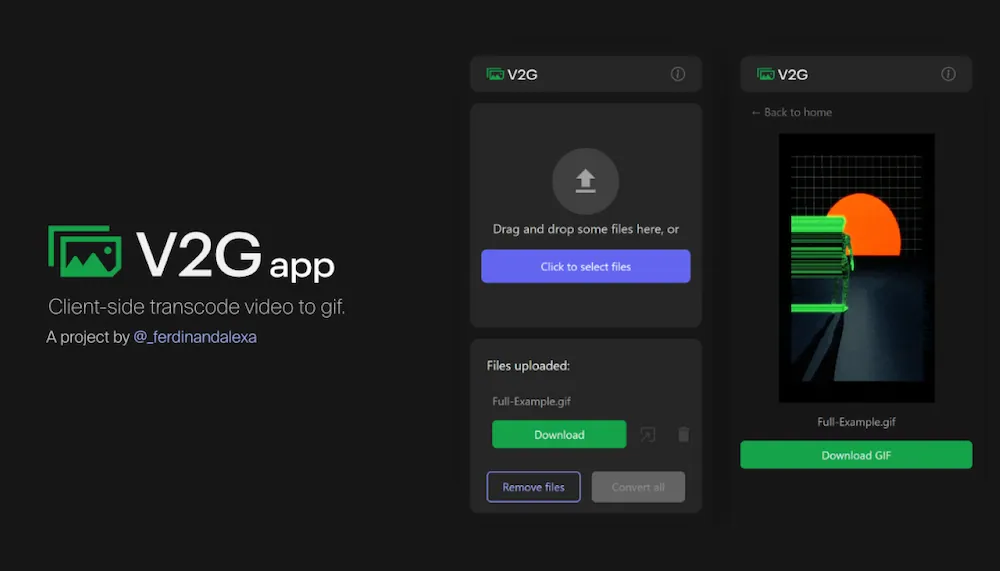 V2G app
Client-side transcode video to gif.
A project by @_ferdinandalexa
V2G
Drag and drop some files here, or
Click to select files
Files uploaded:
Full-Example.gif
Download
Remove files
Convert all
V2G
← Back to home
Full-Example.gif
Download GIF